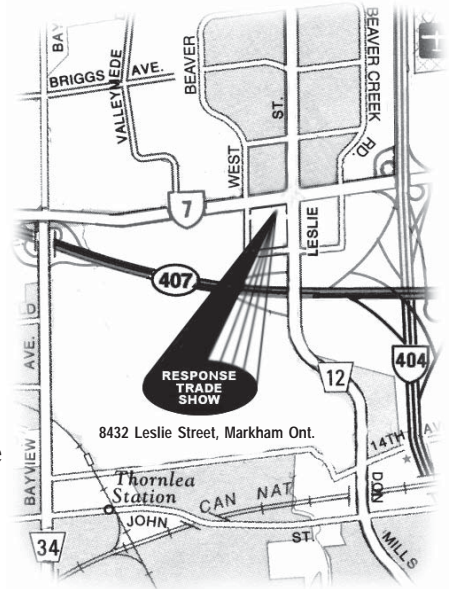 BAY
BRIGGS AVE.
VALLEYMEDE
BEAVER
WEST
ST.
LESLIE
BEAVER CREEK
RD.
7
407
404
12
RESPONSE
TRADE
SHOW
8432 Leslie Street, Markham Ont.
14TH AV
BAYVIEW AVE.
Thornlea
Station
CAN NAT
JOHN ST
DON MILLS
34